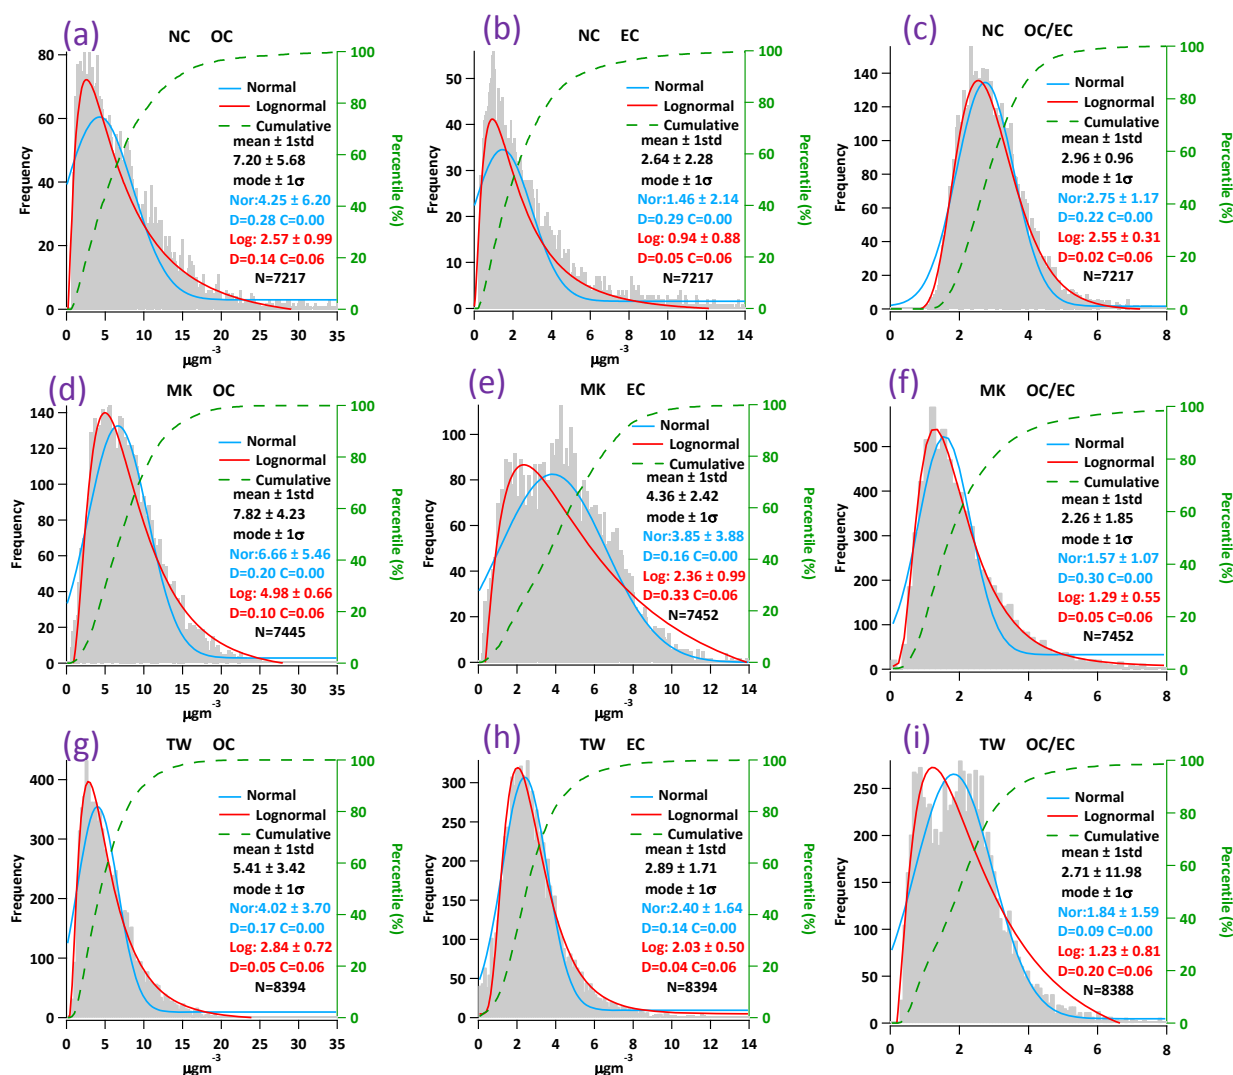 (a)
NC OC
80
60
40
20
0
Frequency
0 5 10 15 20 25 30 35
µgm-3
100
80
60
40
20
0
Percentile (%)
Normal
Lognormal
Cumulative
mean ± 1std
7.20 ± 5.68
mode ± 1σ
Nor:4.25 ± 6.20
D=0.28 C=0.00
Log: 2.57 ± 0.99
D=0.14 C=0.06
N=7217
(b)
NC EC
50
40
30
20
10
0
Frequency
0 2 4 6 8 10 12 14
µgm-3
100
80
60
40
20
0
Percentile (%)
Normal
Lognormal
Cumulative
mean ± 1std
2.64 ± 2.28
mode ± 1σ
Nor:1.46 ± 2.14
D=0.29 C=0.00
Log: 0.94 ± 0.88
D=0.05 C=0.06
N=7217
(c)
NC OC/EC
140
120
100
80
60
40
20
0
Frequency
0 2 4 6 8
100
80
60
40
20
0
Percentile (%)
Normal
Lognormal
Cumulative
mean ± 1std
2.96 ± 0.96
mode ± 1σ
Nor:2.75 ± 1.17
D=0.22 C=0.00
Log: 2.55 ± 0.31
D=0.02 C=0.06
N=7217
(d)
MK OC
140
120
100
80
60
40
20
0
Frequency
0 5 10 15 20 25 30 35
µgm-3
100
80
60
40
20
0
Percentile (%)
Normal
Lognormal
Cumulative
mean ± 1std
7.82 ± 4.23
mode ± 1σ
Nor:6.66 ± 5.46
D=0.20 C=0.00
Log: 4.98 ± 0.66
D=0.10 C=0.06
N=7445
(e)
MK EC
100
80
60
40
20
0
Frequency
0 2 4 6 8 10 12 14
µgm-3
100
80
60
40
20
0
Percentile (%)
Normal
Lognormal
Cumulative
mean ± 1std
4.36 ± 2.42
mode ± 1σ
Nor:3.85 ± 3.88
D=0.16 C=0.00
Log: 2.36 ± 0.99
D=0.33 C=0.06
N=7452
(f)
MK OC/EC
500
400
300
200
100
0
Frequency
0 2 4 6 8
100
80
60
40
20
0
Percentile (%)
Normal
Lognormal
Cumulative
mean ± 1std
2.26 ± 1.85
mode ± 1σ
Nor:1.57 ± 1.07
D=0.30 C=0.00
Log: 1.29 ± 0.55
D=0.05 C=0.06
N=7452
(g)
TW OC
400
300
200
100
0
Frequency
0 5 10 15 20 25 30 35
µgm-3
100
80
60
40
20
0
Percentile (%)
Normal
Lognormal
Cumulative
mean ± 1std
5.41 ± 3.42
mode ± 1σ
Nor:4.02 ± 3.70
D=0.17 C=0.00
Log: 2.84 ± 0.72
D=0.05 C=0.06
N=8394
(h)
TW EC
300
250
200
150
100
50
0
Frequency
0 2 4 6 8 10 12 14
µgm-3
100
80
60
40
20
0
Percentile (%)
Normal
Lognormal
Cumulative
mean ± 1std
2.89 ± 1.71
mode ± 1σ
Nor:2.40 ± 1.64
D=0.14 C=0.00
Log: 2.03 ± 0.50
D=0.04 C=0.06
N=8394
(i)
TW OC/EC
250
200
150
100
50
0
Frequency
0 2 4 6 8
100
80
60
40
20
0
Percentile (%)
Normal
Lognormal
Cumulative
mean ± 1std
2.71 ± 11.98
mode ± 1σ
Nor:1.84 ± 1.59
D=0.09 C=0.00
Log: 1.23 ± 0.81
D=0.20 C=0.06
N=8388